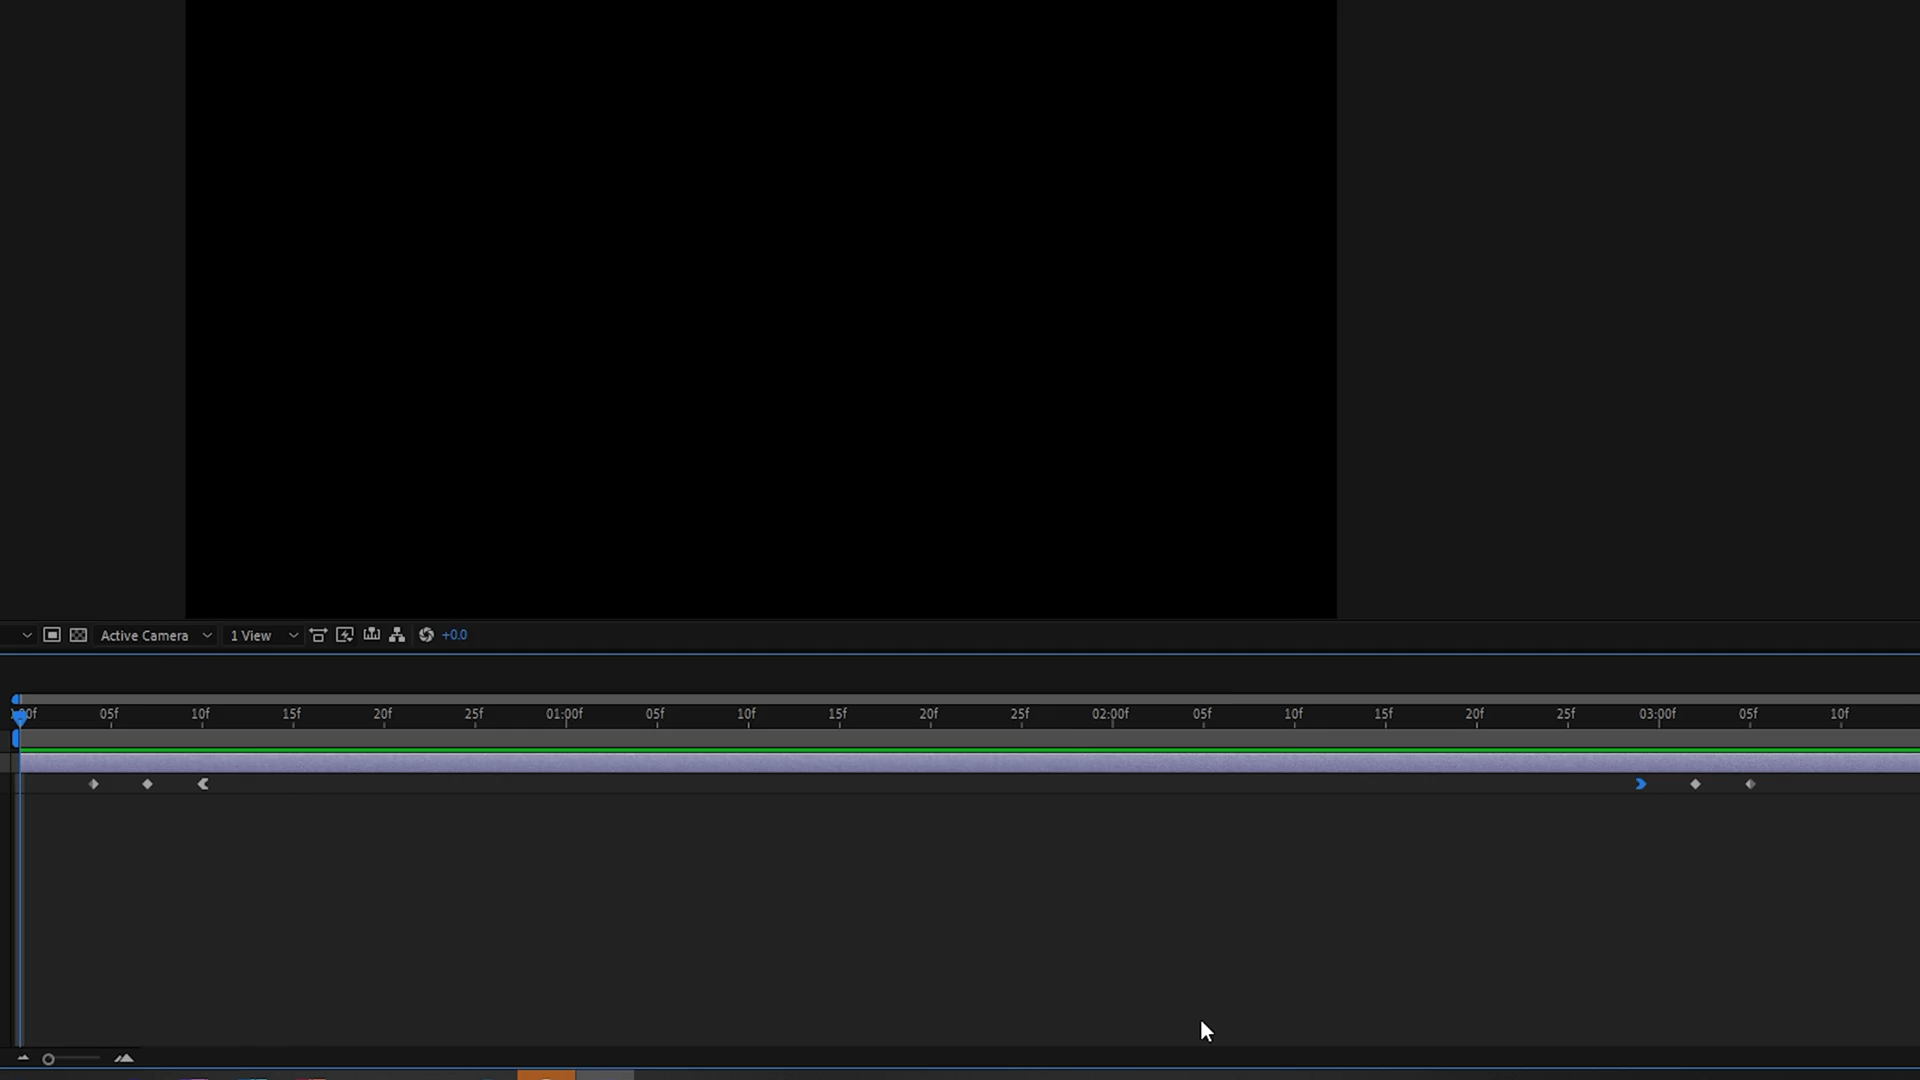 Active Camera 1 View +0.0
05f 10f 15f 20f 25f 01:00f 05f 10f 15f 20f 25f 02:00f 05f 10f 15f 20f 25f 03:00f 05f 10f